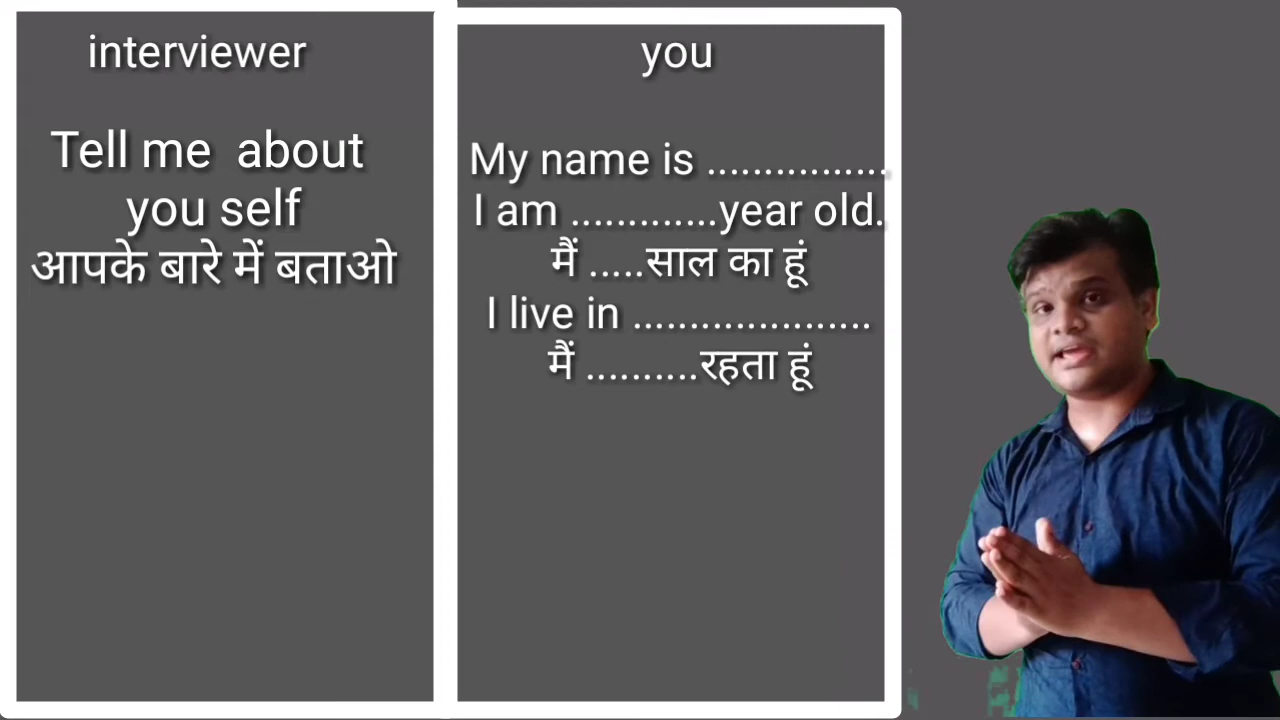 interviewer
Tell me about
you self
आपके बारे में बताओ
you
My name is ................
I am .............year old.
मैं .....साल का हूं
I live in .....................
मैं ..........रहता हूं